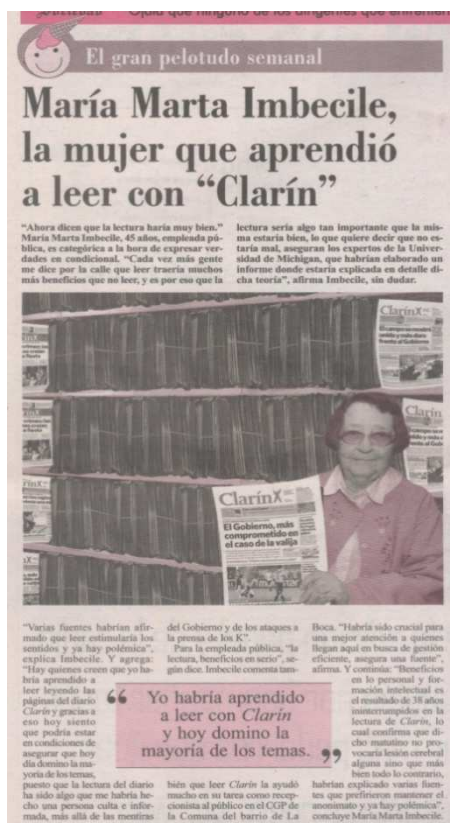 Ojalá que ninguno de los dirigentes que enfrenten
El gran pelotudo semanal
María Marta Imbecile,
la mujer que aprendió
a leer con “Clarín”
“Ahora dicen que la lectura haría muy bien.”
María Marta Imbecile, 45 años, empleada pú-
blica, es categórica a la hora de expresar ver-
dades en condicional. “Cada vez más gente
me dice por la calle que leer traería muchos
más beneficios que no leer, y es por eso que la
lectura sería algo tan importante que la mis-
ma estaría bien, lo que quiere decir que no es-
taría mal, aseguran los expertos de la Univer-
sidad de Michigan, que habrían elaborado un
informe donde estaría explicada en detalle di-
cha teoría”, afirma Imbecile, sin dudar.
Clarín
Clarín
Clarín
El Gobierno, más
comprometido en
el caso de la valija
“Varias fuentes habrían afir-
mado que leer estimularía los
sentidos y ya hay polémica”,
explica Imbecile. Y agrega:
“Hay quienes creen que yo ha-
bría aprendido a
leer leyendo las
páginas del diario
Clarín y gracias a
eso hoy siento
que podría estar
en condiciones de
asegurar que hoy
día domino la ma-
yoría de los temas,
puesto que la lectura del diario
ha sido algo que me habría he-
cho una persona culta e infor-
mada, más allá de las mentiras
del Gobierno y de los ataques a
la prensa de los K”.
Para la empleada pública, “la
lectura, beneficios en serio”, se-
gún dice. Imbecile comenta tam-
“ Yo habría aprendido
a leer con Clarín
y hoy domino la
mayoría de los temas. ”
bién que leer Clarín la ayudó
mucho en su tarea como recep-
cionista al público en el CGP de
la Comuna del barrio de La
Boca. “Habría sido crucial para
una mejor atención a quienes
llegan aquí en busca de gestión
eficiente, asegura una fuente”,
afirma. Y continúa: “Beneficios
en lo personal y for-
mación intelectual es
el resultado de 38 años
ininterrumpidos en la
lectura de Clarín, lo
cual confirma que di-
cho matutino no pro-
vocaría lesión cerebral
alguna sino que más
bien todo lo contrario,
habrían explicado varias fuen-
tes que prefirieron mantener el
anonimato y ya hay polémica”,
concluye María Marta Imbecile.